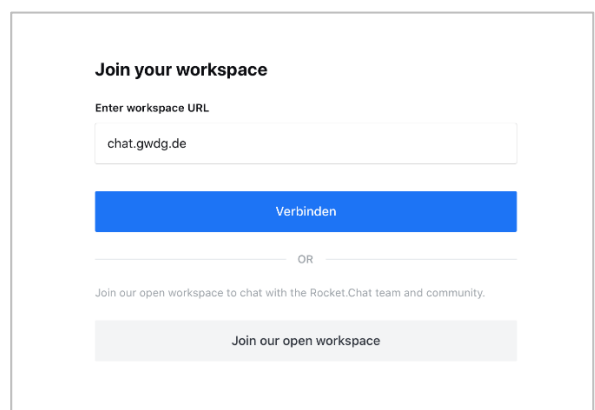 Join your workspace
Enter workspace URL
chat.gwdg.de
Verbinden
OR
Join our open workspace to chat with the Rocket.Chat team and community.
Join our open workspace